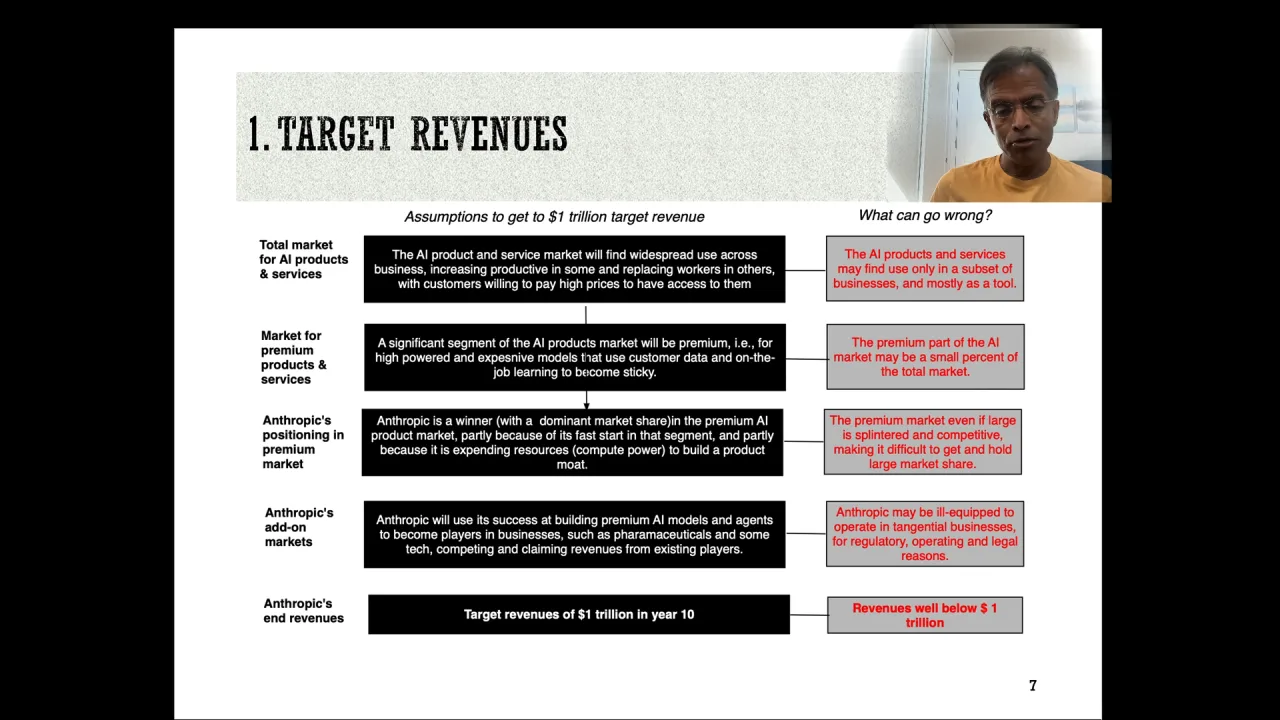 1. TARGET REVENUES
Assumptions to get to $1 trillion target revenue
What can go wrong?
Total market
for AI products
& services
The AI product and service market will find widespread use across
business, increasing productive in some and replacing workers in others,
with customers willing to pay high prices to have access to them
The AI products and services
may find use only in a subset of
businesses, and mostly as a tool.
Market for
premium
products &
services
A significant segment of the AI products market will be premium, i.e., for
high powered and expesnive models that use customer data and on-the-
job learning to become sticky.
The premium part of the AI
market may be a small percent of
the total market.
Anthropic's
positioning in
premium
market
Anthropic is a winner (with a  dominant market share)in the premium AI
product market, partly because of its fast start in that segment, and partly
because it is expending resources (compute power) to build a product
moat.
The premium market even if large
is splintered and competitive,
making it difficult to get and hold
large market share.
Anthropic's
add-on
markets
Anthropic will use its success at building premium AI models and agents
to become players in businesses, such as pharamaceuticals and some
tech, competing and claiming revenues from existing players.
Anthropic may be ill-equipped to
operate in tangential businesses,
for regulatory, operating and legal
reasons.
Anthropic's
end revenues
Target revenues of $1 trillion in year 10
Revenues well below $ 1
trillion
7